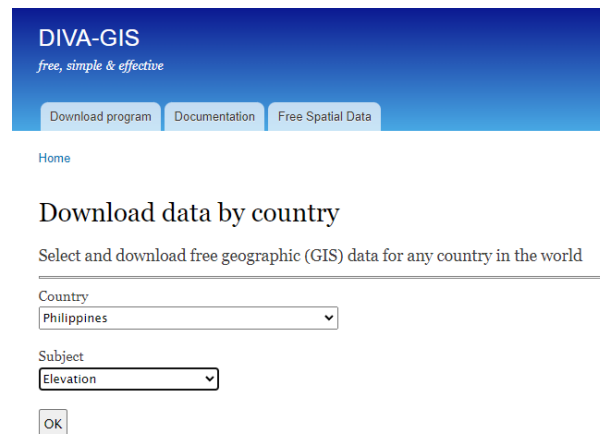 DIVA-GIS
free, simple & effective
Download program Documentation Free Spatial Data
Home
Download data by country
Select and download free geographic (GIS) data for any country in the world
Country
Philippines
Subject
Elevation
OK